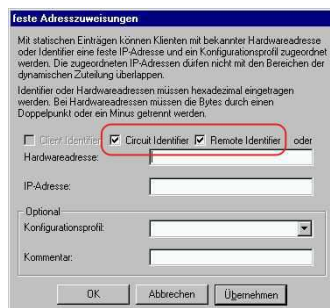 feste Adresszuweisungen
Mit statischen Einträgen können Klienten mit bekannter Hardwareadresse
oder Identifier eine feste IP-Adresse und ein Konfigurationsprofil zugeordnet
werden. Die zugeordneten IP-Adressen dürfen nicht mit den Bereichen der
dynamischen Zuteilung überlappen.
Identifier oder Hardwareadressen müssen hexadezimal eingetragen
werden. Bei Hardwareadressen müssen die Bytes durch einen
Doppelpunkt oder ein Minus getrennt werden.
Client Identifier Circuit Identifier Remote Identifier oder
Hardwareadresse:
IP-Adresse:
Optional
Konfigurationsprofil:
Kommentar:
OK Abbrechen Übernehmen